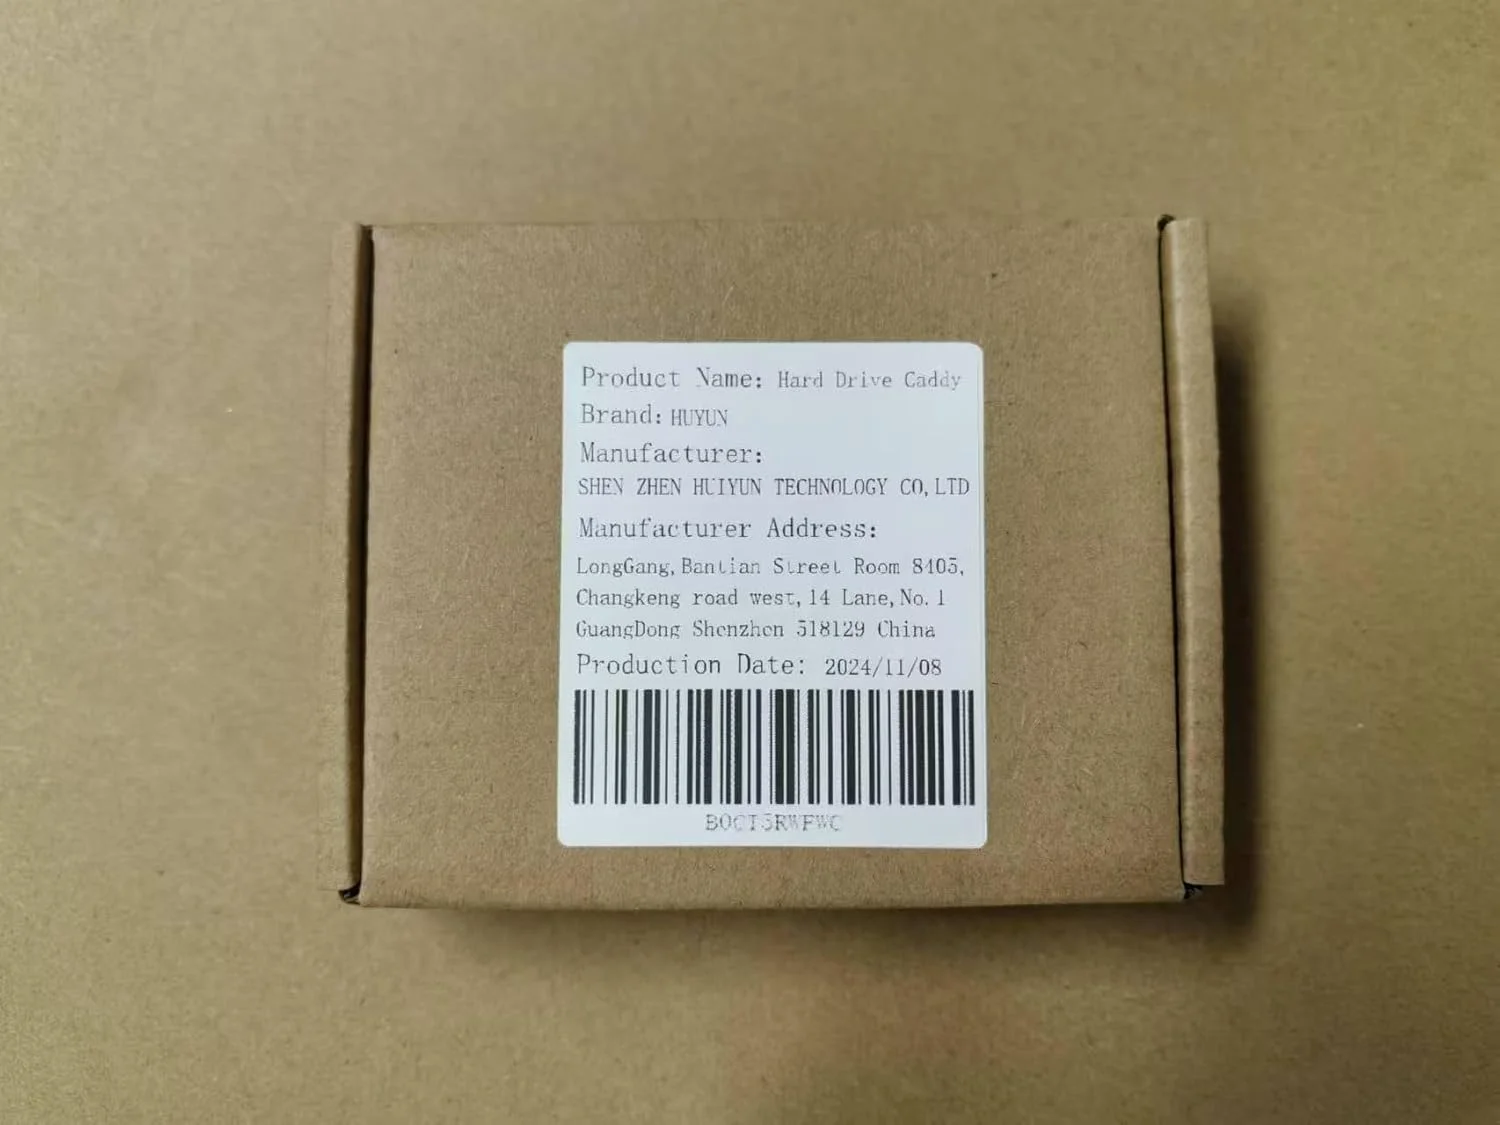 Product Name: Hard Drive Caddy
Brand: HUYUN
Manufacturer:
SHEN ZHEN HUIYUN TECHNOLOGY CO,LTD
Manufacturer Address:
LongGang, Bantian Street Room 8405,
Changkeng road west, 14 Lane, No. 1
GuangDong Shenzhen 518129 China
Production Date: 2024/11/08